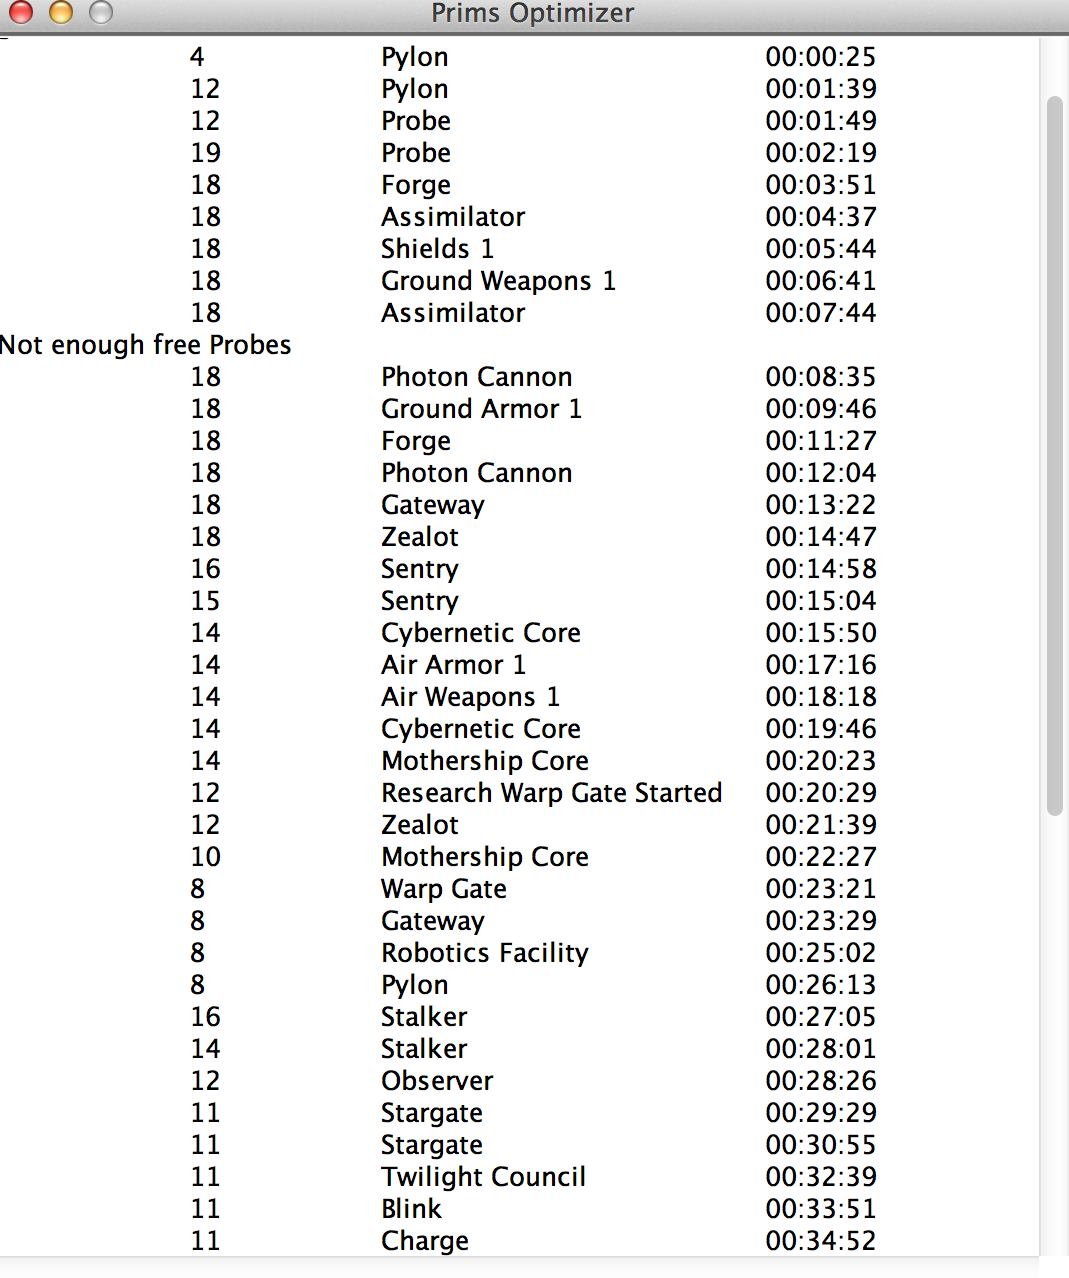 Prims Optimizer
4 Pylon 00:00:25
12 Pylon 00:01:39
12 Probe 00:01:49
19 Probe 00:02:19
18 Forge 00:03:51
18 Assimilator 00:04:37
18 Shields 1 00:05:44
18 Ground Weapons 1 00:06:41
18 Assimilator 00:07:44
Not enough free Probes
18 Photon Cannon 00:08:35
18 Ground Armor 1 00:09:46
18 Forge 00:11:27
18 Photon Cannon 00:12:04
18 Gateway 00:13:22
18 Zealot 00:14:47
16 Sentry 00:14:58
15 Sentry 00:15:04
14 Cybernetic Core 00:15:50
14 Air Armor 1 00:17:16
14 Air Weapons 1 00:18:18
14 Cybernetic Core 00:19:46
14 Mothership Core 00:20:23
12 Research Warp Gate Started 00:20:29
12 Zealot 00:21:39
10 Mothership Core 00:22:27
8 Warp Gate 00:23:21
8 Gateway 00:23:29
8 Robotics Facility 00:25:02
8 Pylon 00:26:13
16 Stalker 00:27:05
14 Stalker 00:28:01
12 Observer 00:28:26
11 Stargate 00:29:29
11 Stargate 00:30:55
11 Twilight Council 00:32:39
11 Blink 00:33:51
11 Charge 00:34:52